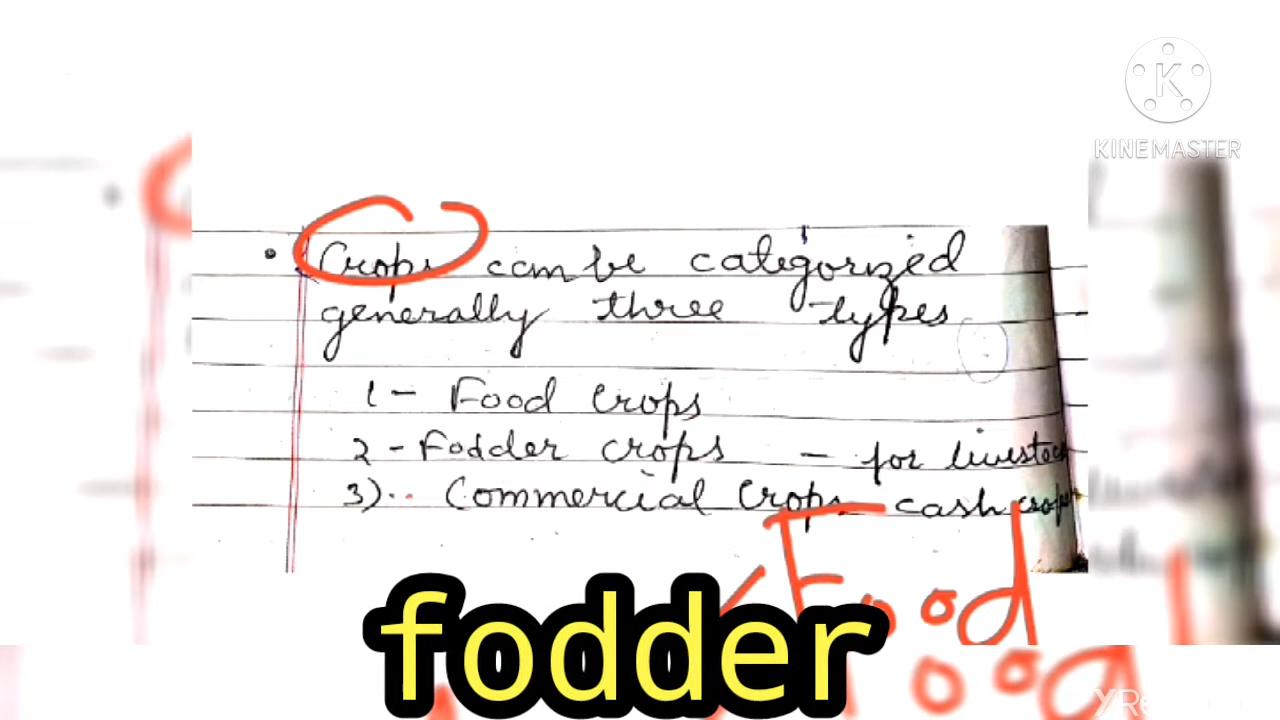 KINEMASTER
• Crops can be categorized
generally three types
1 - Food Crops
2 - Fodder crops - for livestock
3).. Commercial Crops - cash crops
Food
fodder